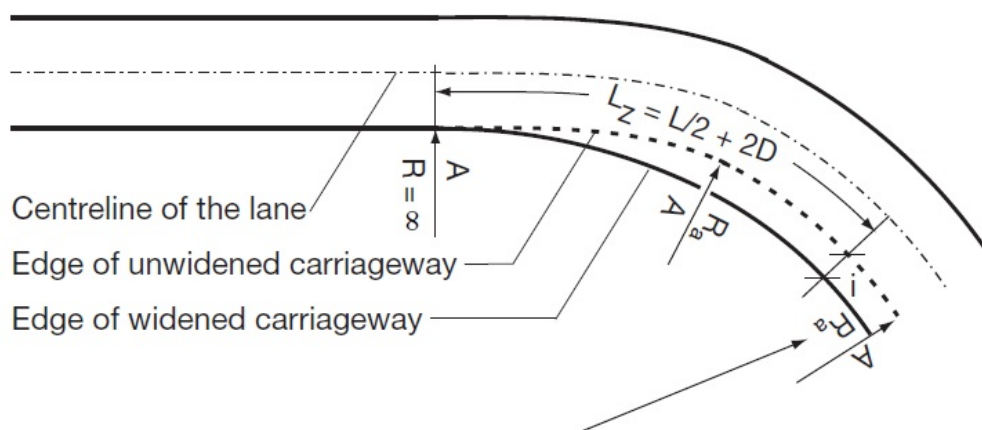 L_z = L/2 + 2D
A
R = ∞
A
R_a
i
R_a
A
Centreline of the lane
Edge of unwidened carriageway
Edge of widened carriageway